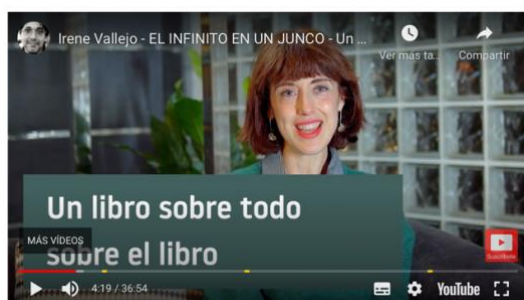 Irene Vallejo - EL INFINITO EN UN JUNCO - Un ...
Ver más ta...
Compartir
Un libro sobre todo
sobre el libro
MÁS VÍDEOS
Suscríbete
4:19 / 36:54
YouTube